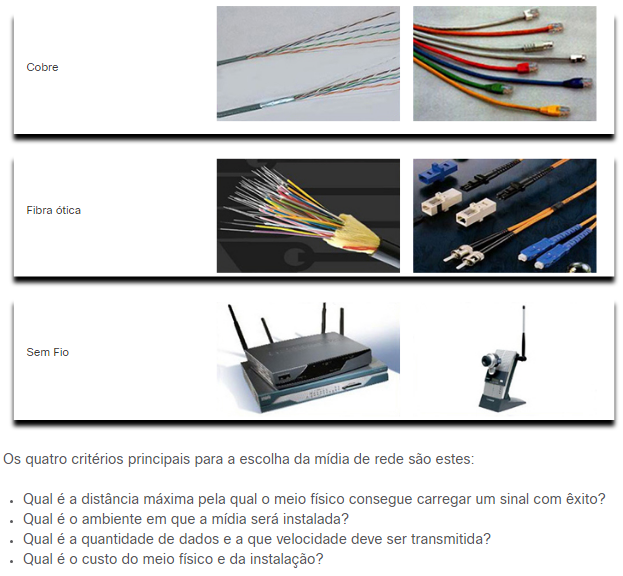 Cobre
Fibra ótica
Sem Fio
Os quatro critérios principais para a escolha da mídia de rede são estes:
Qual é a distância máxima pela qual o meio físico consegue carregar um sinal com êxito?
Qual é o ambiente em que a mídia será instalada?
Qual é a quantidade de dados e a que velocidade deve ser transmitida?
Qual é o custo do meio físico e da instalação?